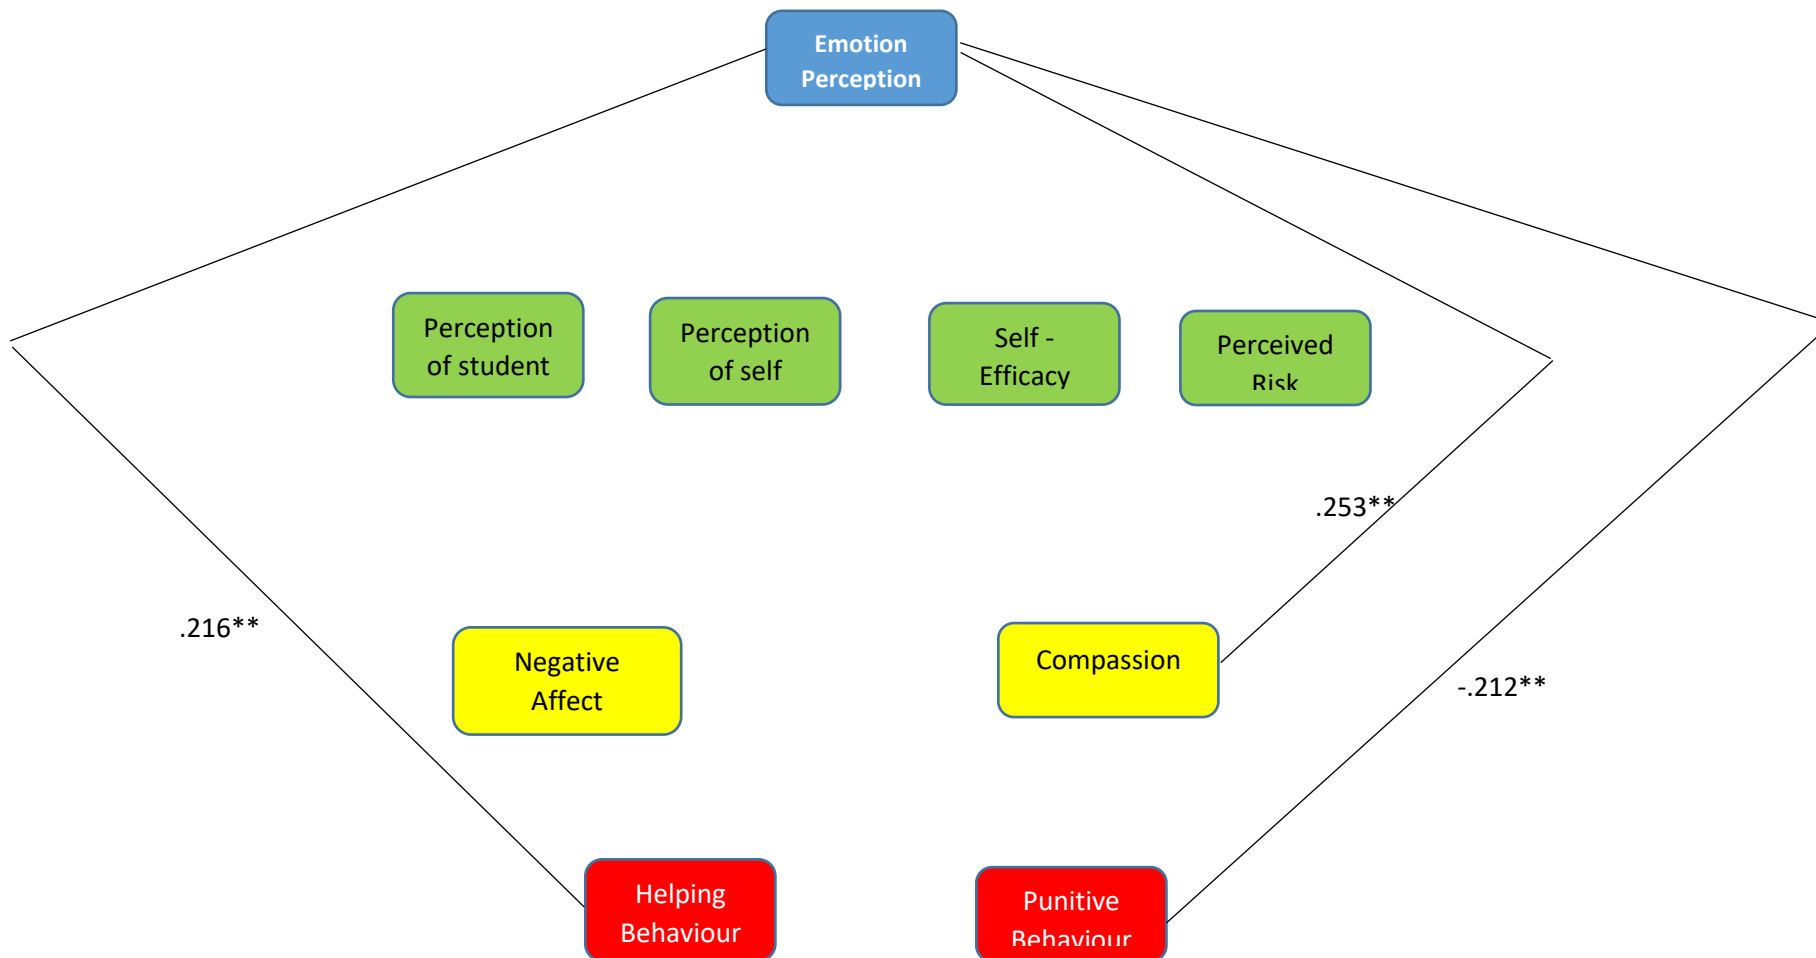 Emotion
Perception
Perception
of student
Perception
of self
Self -
Efficacy
Perceived
Risk
.253**
.216**
Negative
Affect
Compassion
-.212**
Helping
Behaviour
Punitive
Behaviour